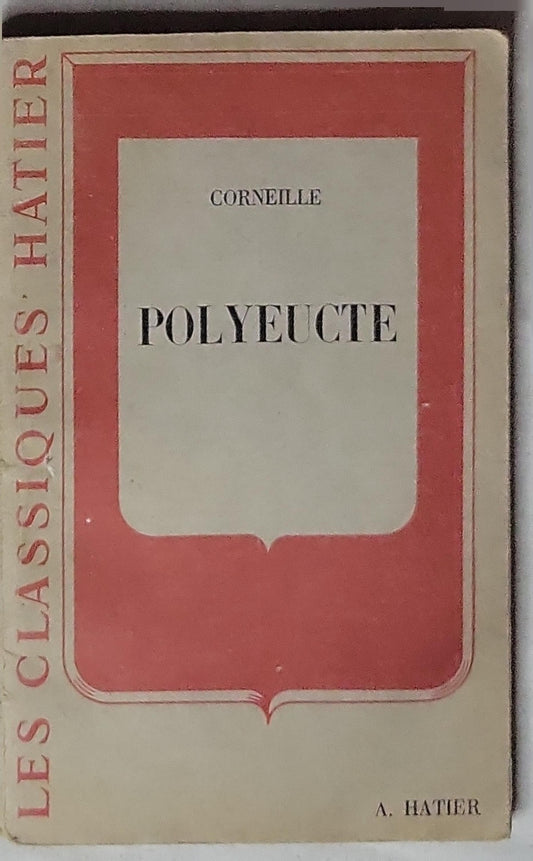 LES CLASSIQUES HATIER
CORNEILLE
POLYEUCTE
A. HATIER